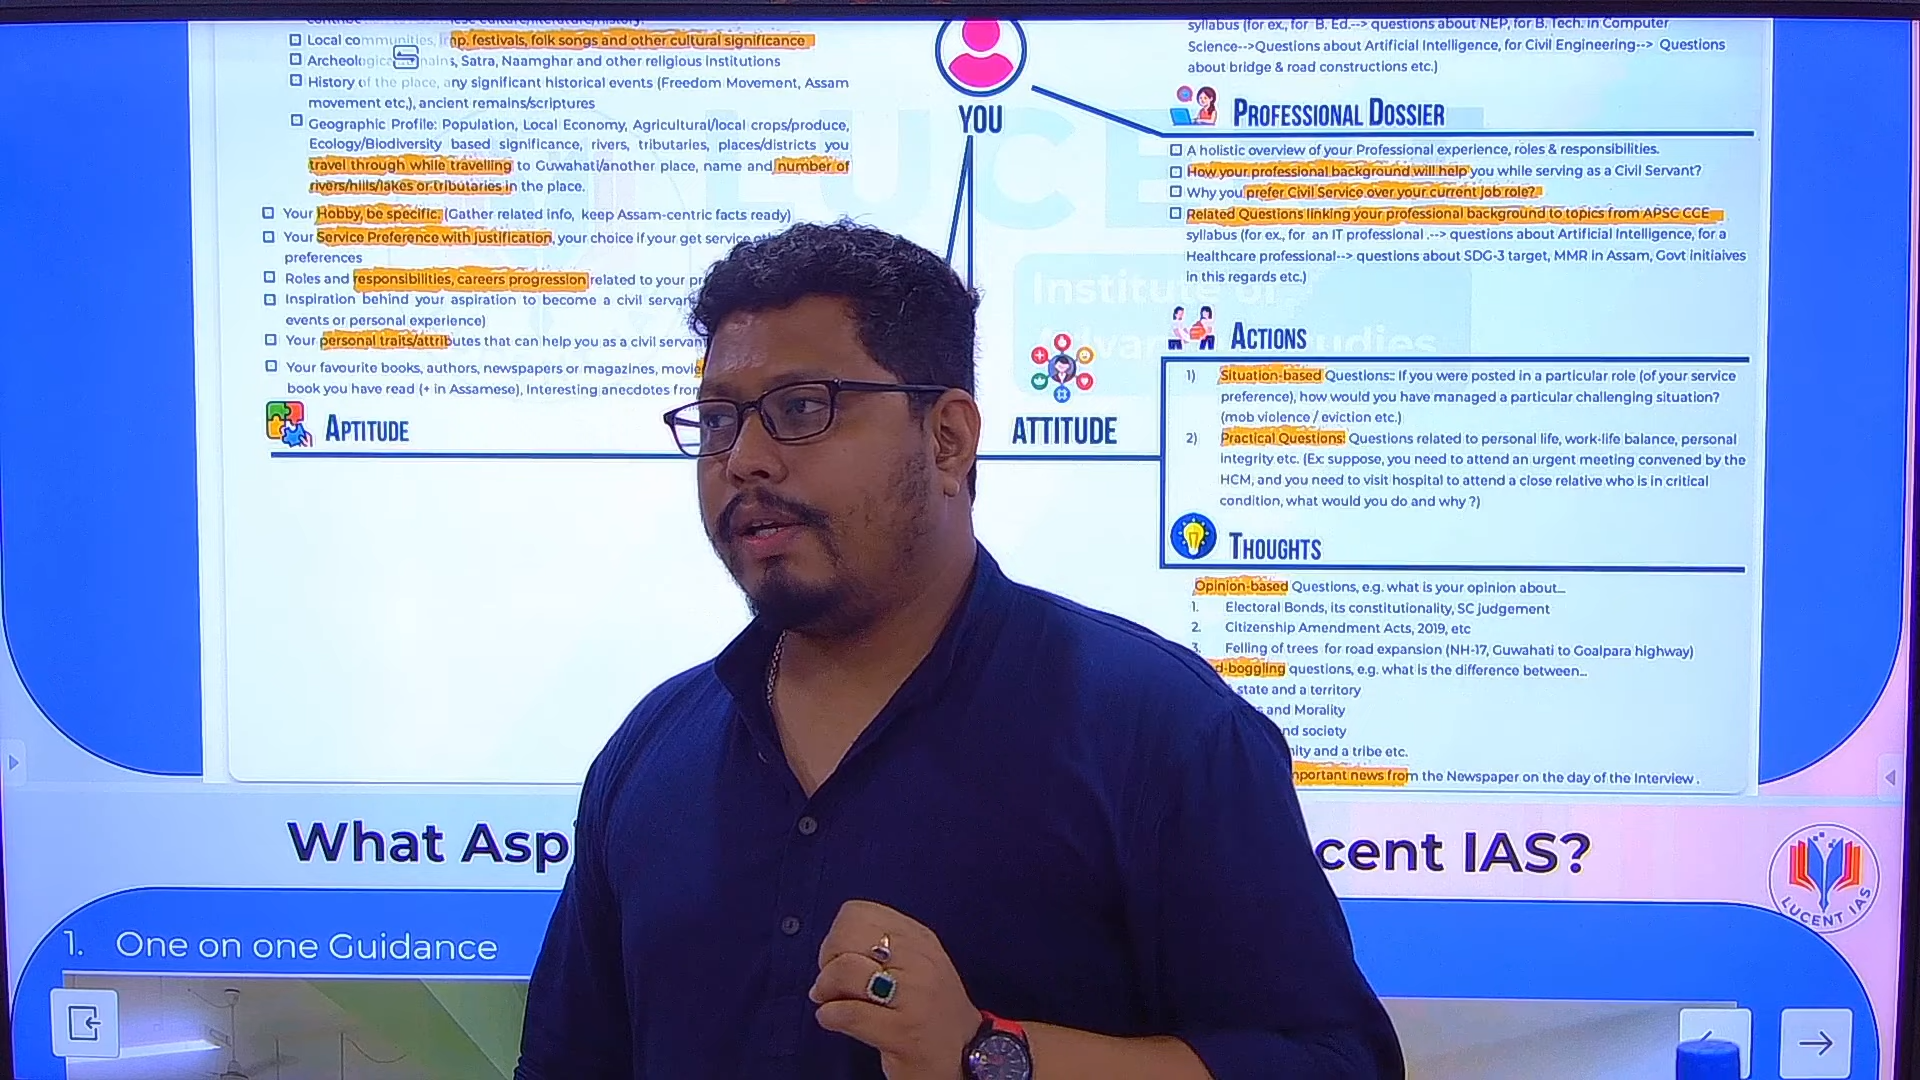 Local communities, imp. festivals, folk songs and other cultural significance
Satra, Naamghar and other religious institutions
History of the place, any significant historical events (Freedom Movement, Assam
movement etc,), ancient remains/scriptures
Geographic Profile: Population, Local Economy, Agricultural/local crops/produce,
Ecology/Biodiversity based significance, rivers, tributaries, places/districts you
travel through while travelling to Guwahati/another place, name and number of
rivers/hills/lakes or tributaries in the place.
Your Hobby, be specific. (Gather related info, keep Assam-centric facts ready)
Your Service Preference with justification, your choice if your get service
preferences
Roles and responsibilities, careers progression related to your
Inspiration behind your aspiration to become a civil
events or personal experience)
Your personal traits/attributes that can help you as a civil
Your favourite books, authors, newspapers or magazines,
book you have read (+ in Assamese), Interesting anecdotes
APTITUDE
YOU
ATTITUDE
syllabus (for ex., for B. Ed.--> questions about NEP, for B. Tech. in Computer
Science-->Questions about Artificial Intelligence, for Civil Engineering--> Questions
about bridge & road constructions etc.)
PROFESSIONAL DOSSIER
A holistic overview of your Professional experience, roles & responsibilities.
How your professional background will help you while serving as a Civil Servant?
Why you prefer Civil Service over your current job role?
Related Questions linking your professional background to topics from APSC CCE
syllabus (for ex., for an IT professional .--> questions about Artificial Intelligence, for a
Healthcare professional--> questions about SDG-3 target, MMR in Assam, Govt initiaives
in this regards etc.)
Institute of
Studies
ACTIONS
1) Situation-based Questions:: If you were posted in a particular role (of your service
preference), how would you have managed a particular challenging situation?
(mob violence / eviction etc.)
2) Practical Questions: Questions related to personal life, work-life balance, personal
integrity etc. (Ex: suppose, you need to attend an urgent meeting convened by the
HCM, and you need to visit hospital to attend a close relative who is in critical
condition, what would you do and why ?)
THOUGHTS
Opinion-based Questions, e.g. what is your opinion about...
1. Electoral Bonds, its constitutionality, SC judgement
2. Citizenship Amendment Acts, 2019, etc
3. Felling of trees for road expansion (NH-17, Guwahati to Goalpara highway)
questions, e.g. what is the difference between...
state and a territory
and Morality
and society
and a tribe etc.
important news from the Newspaper on the day of the Interview .
What
IAS?
LUCENT IAS
1. One on one Guidance